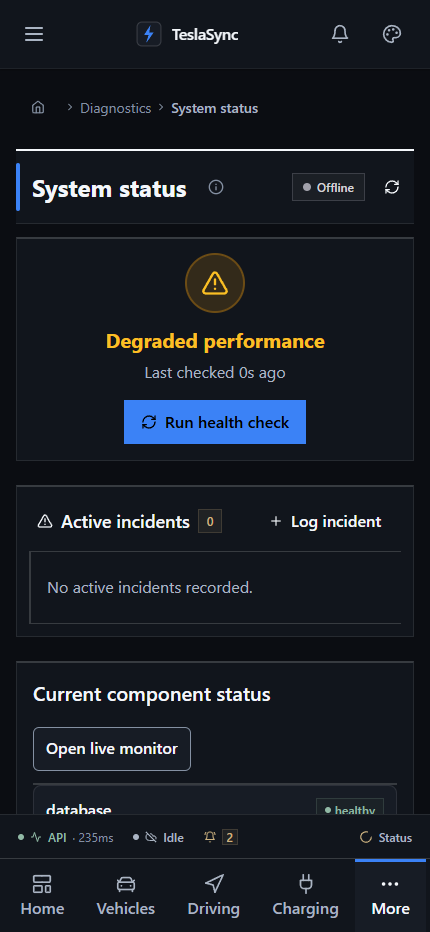 TeslaSync
Diagnostics System status
System status Offline
Degraded performance
Last checked 0s ago
Run health check
Active incidents 0 + Log incident
No active incidents recorded.
Current component status
Open live monitor
database healthy
API · 235ms Idle 2 Status
Home Vehicles Driving Charging More